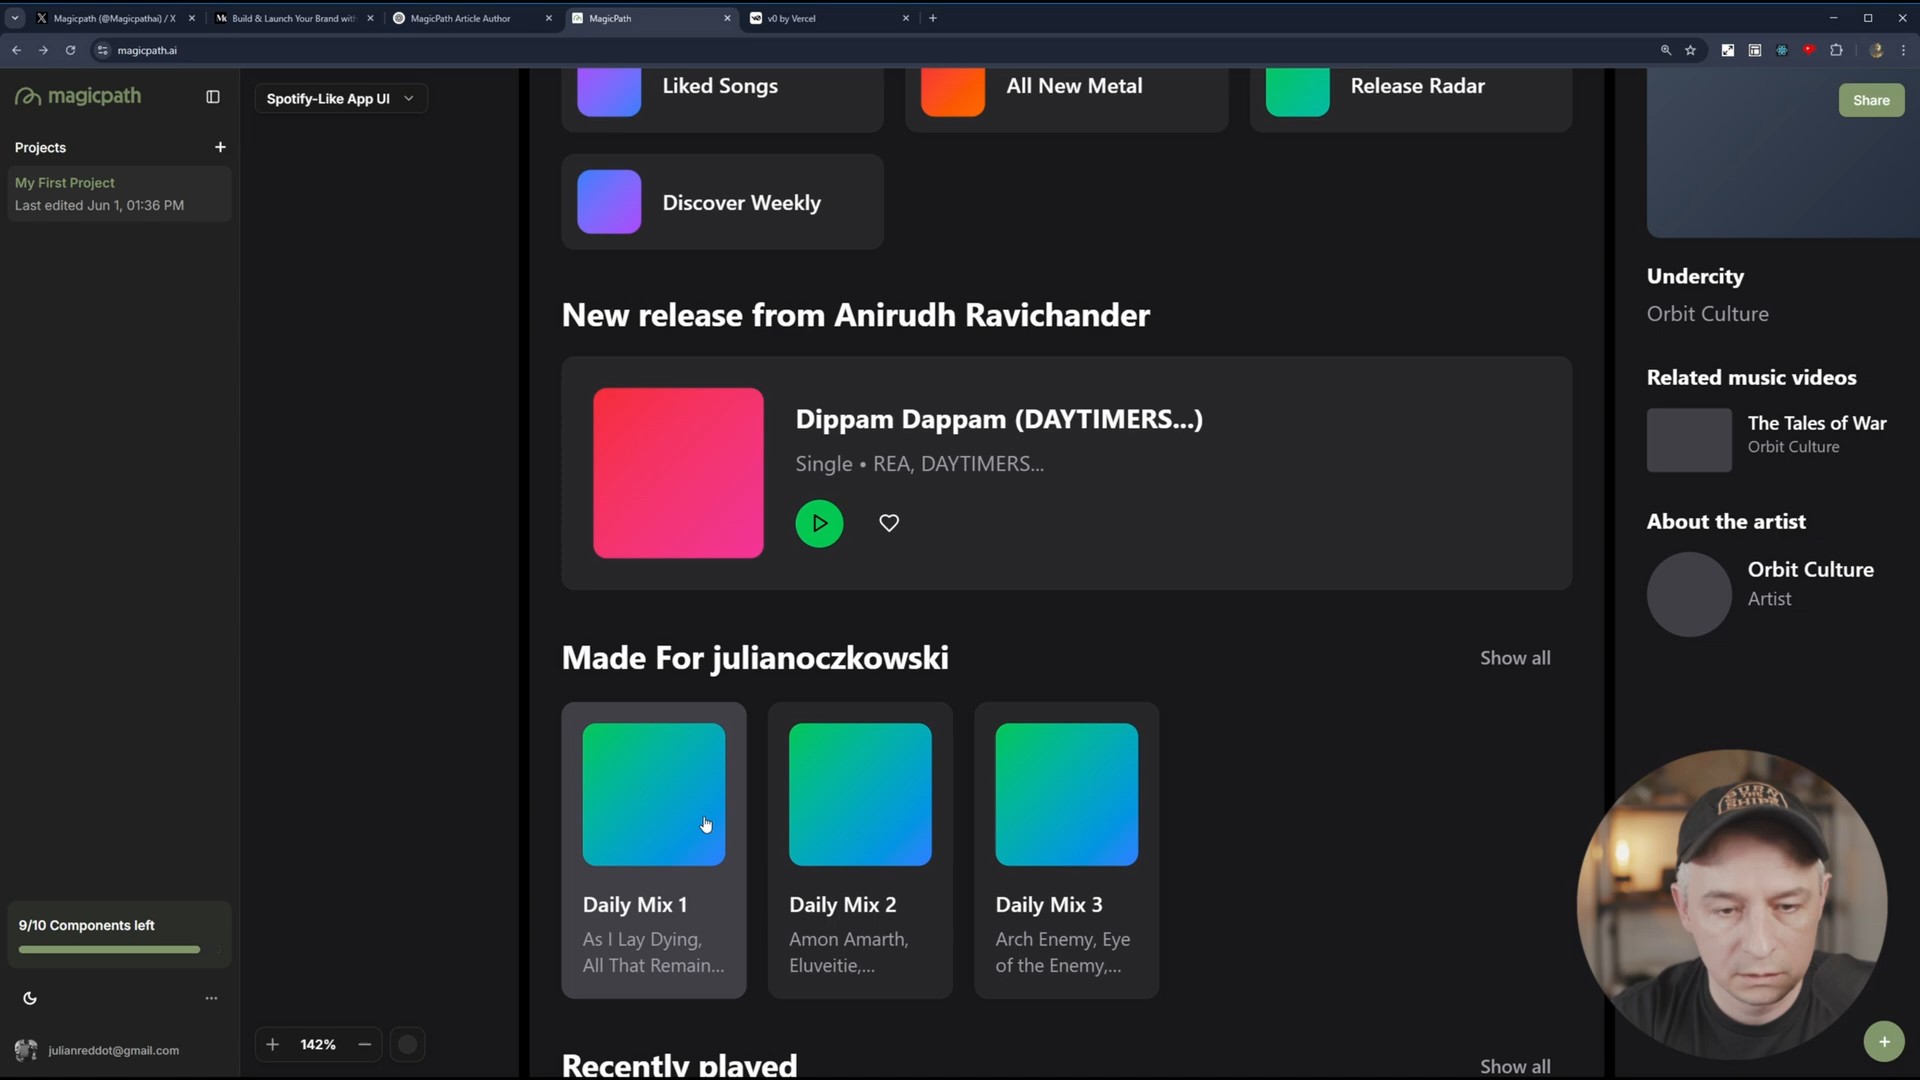 Magicpath (@Magicpathai) / X
Build & Launch Your Brand with
MagicPath Article Author
MagicPath
v0 by Vercel
magicpath.ai
magicpath
Projects
My First Project
Last edited Jun 1, 01:36 PM
9/10 Components left
julianreddot@gmail.com
Spotify-Like App UI
142%
Liked Songs
All New Metal
Release Radar
Discover Weekly
New release from Anirudh Ravichander
Dippam Dappam (DAYTIMERS...)
Single • REA, DAYTIMERS...
Made For julianoczkowski
Show all
Daily Mix 1
As I Lay Dying,
All That Remain...
Daily Mix 2
Amon Amarth,
Eluveitie,...
Daily Mix 3
Arch Enemy, Eye
of the Enemy,...
Recently played
Show all
Share
Undercity
Orbit Culture
Related music videos
The Tales of War
Orbit Culture
About the artist
Orbit Culture
Artist
BURN
THE
SHIPS